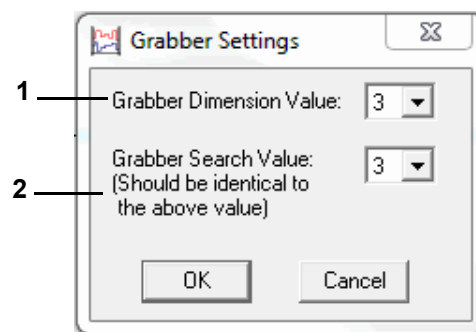 Grabber Settings
1
Grabber Dimension Value: 3
Grabber Search Value: 3
(Should be identical to
2
the above value)
OK Cancel